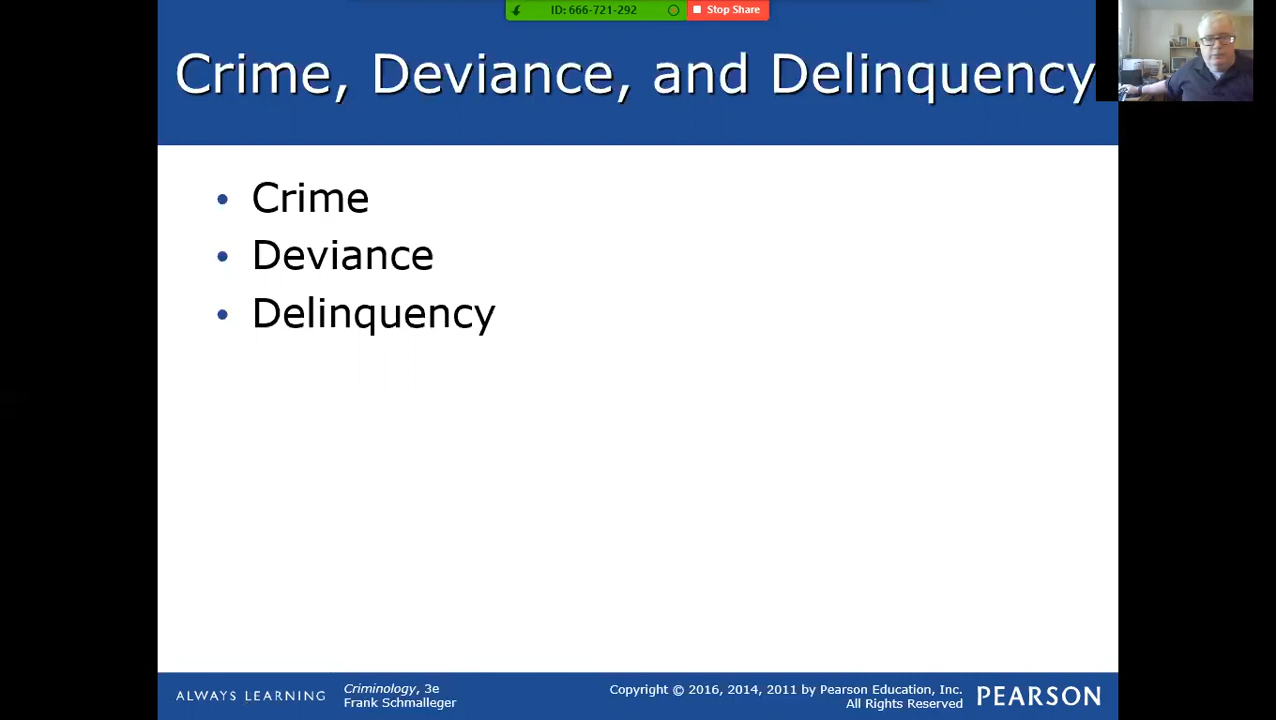 ID: 666-721-292 Stop Share
Crime, Deviance, and Delinquency
• Crime
• Deviance
• Delinquency
ALWAYS LEARNING
Criminology, 3e
Frank Schmalleger
Copyright © 2016, 2014, 2011 by Pearson Education, Inc.
All Rights Reserved
PEARSON